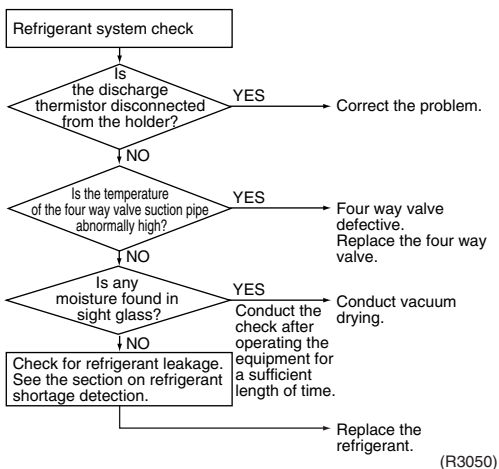 Refrigerant system check
Is
the discharge
thermistor disconnected
from the holder?
YES
Correct the problem.
NO
Is the temperature
of the four way valve suction pipe
abnormally high?
YES
Four way valve
defective.
Replace the four way
valve.
NO
Is any
moisture found in
sight glass?
YES
Conduct the
check after
operating the
equipment for
a sufficient
length of time.
Conduct vacuum
drying.
NO
Check for refrigerant leakage.
See the section on refrigerant
shortage detection.
Replace the
refrigerant.
(R3050)